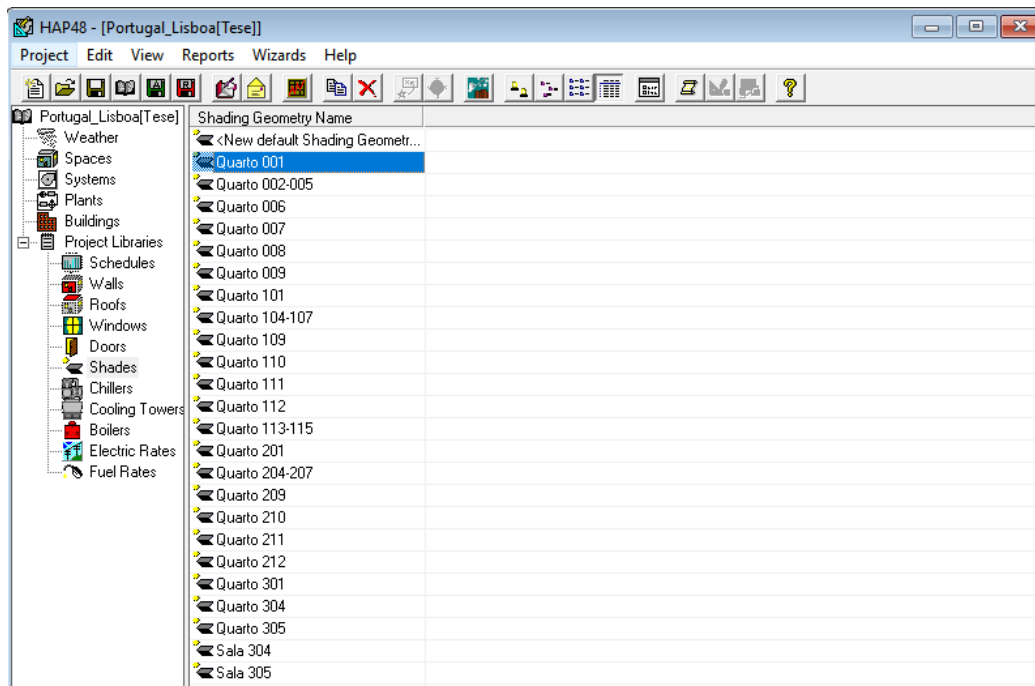 HAP48 - [Portugal_Lisboa[Tese]]
Project Edit View Reports Wizards Help
Portugal_Lisboa[Tese]
Weather
Spaces
Systems
Plants
Buildings
Project Libraries
Schedules
Walls
Roofs
Windows
Doors
Shades
Chillers
Cooling Towers
Boilers
Electric Rates
Fuel Rates
Shading Geometry Name
<New default Shading Geometr...
Quarto 001
Quarto 002-005
Quarto 006
Quarto 007
Quarto 008
Quarto 009
Quarto 101
Quarto 104-107
Quarto 109
Quarto 110
Quarto 111
Quarto 112
Quarto 113-115
Quarto 201
Quarto 204-207
Quarto 209
Quarto 210
Quarto 211
Quarto 212
Quarto 301
Quarto 304
Quarto 305
Sala 304
Sala 305